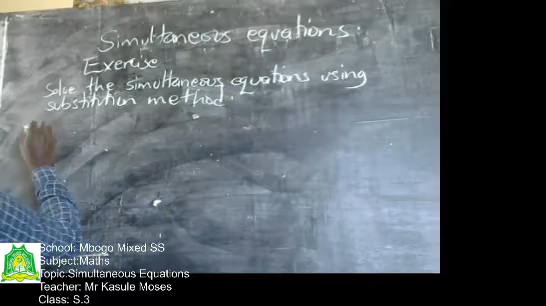 Simultaneous equations.
Exercise
Solve the simultaneous equations using
substitution method.
School: Mbogo Mixed SS
Subject:Maths
Topic:Simultaneous Equations
Teacher: Mr Kasule Moses
Class: S.3